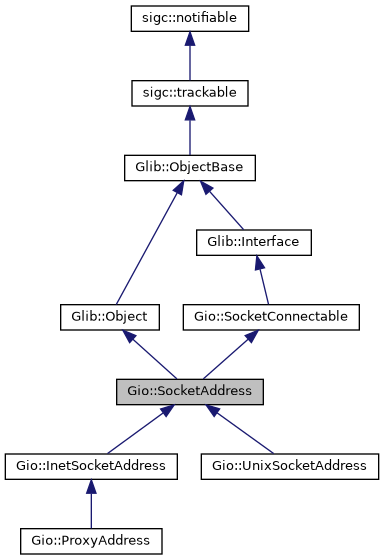 sigc::notifiable
sigc::trackable
Glib::ObjectBase
Glib::Interface
Glib::Object
Gio::SocketConnectable
Gio::SocketAddress
Gio::InetSocketAddress
Gio::UnixSocketAddress
Gio::ProxyAddress